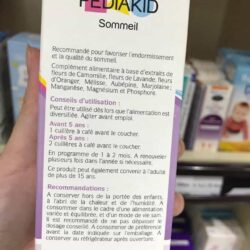 PEDIAKID
Sommeil
Recommandé pour favoriser l'endormissement
et la qualité du sommeil.
Complément alimentaire à base d'extraits de
fleurs de Camomille, fleurs de Lavande, fleurs
d'Oranger, Mélisse, Aubépine, Marjolaine;
Manganèse, Magnésium et Phosphore.
Conseils d'utilisation :
Peut être utilisé dès lors que l'alimentation est
diversifiée. Agiter avant emploi.
Avant 5 ans :
1 cuillère à café avant le coucher.
Après 5 ans :
2 cuillères à café avant le coucher.
En programme de 1 à 2 mois. A renouveler
plusieurs fois dans l'année si nécessaire.
Ce produit peut également convenir à l'adulte
de plus de 15 ans.
Recommandations :
A conserver hors de la portée des enfants,
à l'abri de la chaleur et de l'humidité. A
consommer dans le cadre d'une alimentation
variée et équilibrée, et d'un mode de vie sain.
Il est recommandé de ne pas dépasser la
dosage conseillée. A consommer de préférence
avant la date indiquée sur l'emballage. A
conserver au réfrigérateur après ouverture.